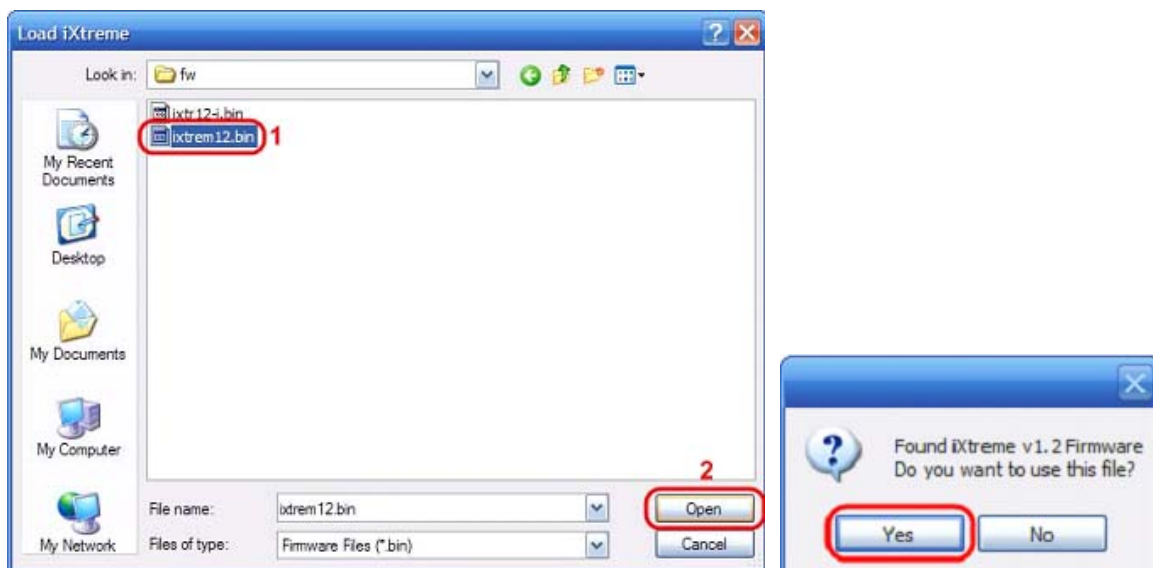 Load iXtreme
Look in: fw
ixtr12-i.bin
ixtrem12.bin 1
My Recent
Documents
Desktop
My Documents
My Computer
My Network
2
File name: ixtrem12.bin Open
Files of type: Firmware Files (*.bin) Cancel
Found iXtreme v1.2 Firmware
Do you want to use this file?
Yes No